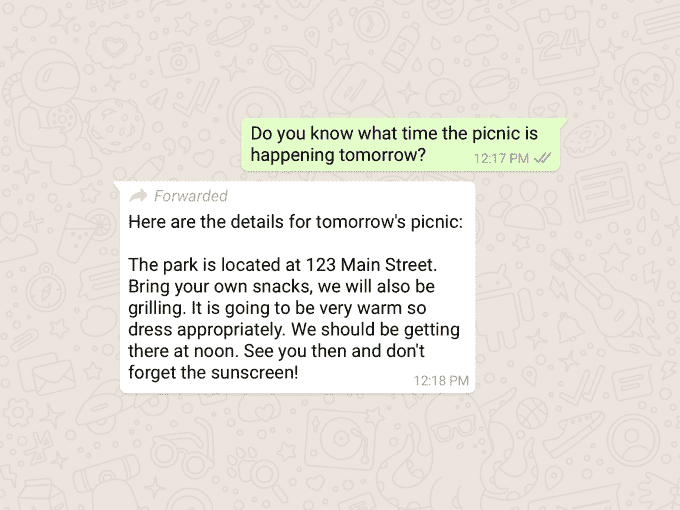 Do you know what time the picnic is
happening tomorrow?
12:17 PM
Forwarded
Here are the details for tomorrow's picnic:
The park is located at 123 Main Street.
Bring your own snacks, we will also be
grilling. It is going to be very warm so
dress appropriately. We should be getting
there at noon. See you then and don't
forget the sunscreen!
12:18 PM
24